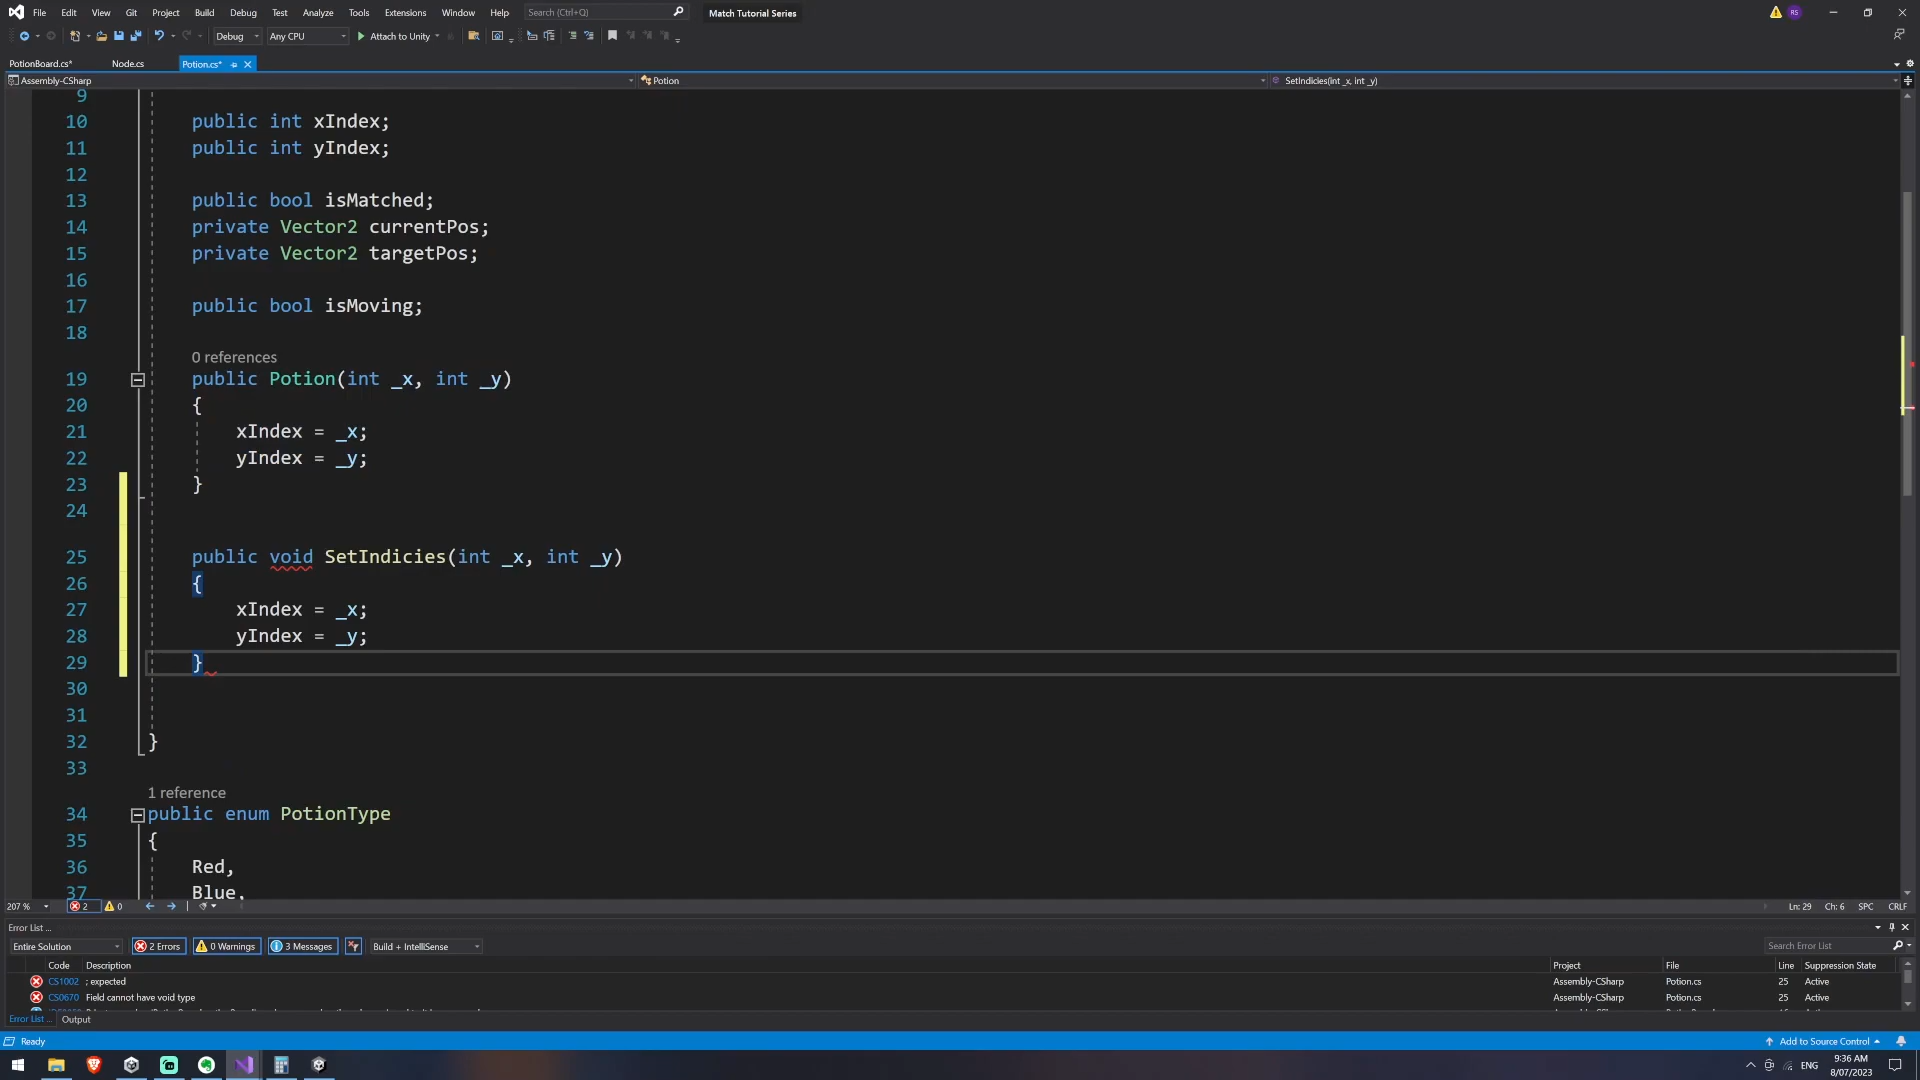 File Edit View Git Project Build Debug Test Analyze Tools Extensions Window Help Search (Ctrl+Q) Match Tutorial Series RS
Debug Any CPU Attach to Unity
PotionBoard.cs* Node.cs Potion.cs*
Assembly-CSharp Potion SetIndicies(int _x, int _y)
9
10 public int xIndex;
11 public int yIndex;
12
13 public bool isMatched;
14 private Vector2 currentPos;
15 private Vector2 targetPos;
16
17 public bool isMoving;
18
0 references
19 public Potion(int _x, int _y)
20 {
21 xIndex = _x;
22 yIndex = _y;
23 }
24
25 public void SetIndicies(int _x, int _y)
26 {
27 xIndex = _x;
28 yIndex = _y;
29 }
30
31
32 }
33
1 reference
34 public enum PotionType
35 {
36 Red,
37 Blue,
207 % 2 0 Ln: 29 Ch: 6 SPC CRLF
Error List ...
Entire Solution 2 Errors 0 Warnings 3 Messages Build + IntelliSense Search Error List
Code Description Project File Line Suppression State
CS1002 ; expected Assembly-CSharp Potion.cs 25 Active
CS0670 Field cannot have void type Assembly-CSharp Potion.cs 25 Active
Error List ... Output
Ready Add to Source Control
ENG 9:36 AM
8/07/2023